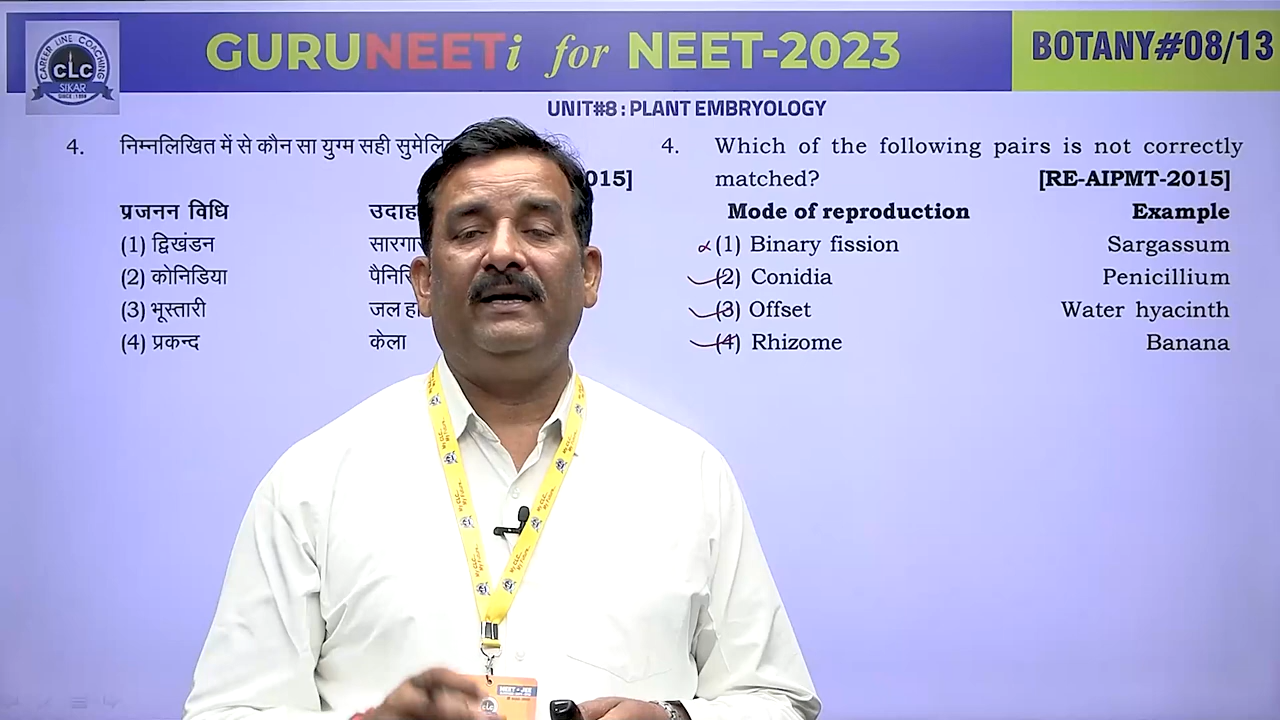 GURUNEETi for NEET-2023
BOTANY#08/13
CAREER LINE COACHING
CLC
SIKAR
UNIT#8 : PLANT EMBRYOLOGY
4. निम्नलिखित में से कौन सा युग्म सही
015]
प्रजनन विधि
(1) द्विखंडन
(2) कोनिडिया
(3) भूस्तारी
(4) प्रकन्द केला
4. Which of the following pairs is not correctly
matched? [RE-AIPMT-2015]
Mode of reproduction Example
(1) Binary fission Sargassum
(2) Conidia Penicillium
(3) Offset Water hyacinth
(4) Rhizome Banana
CLC